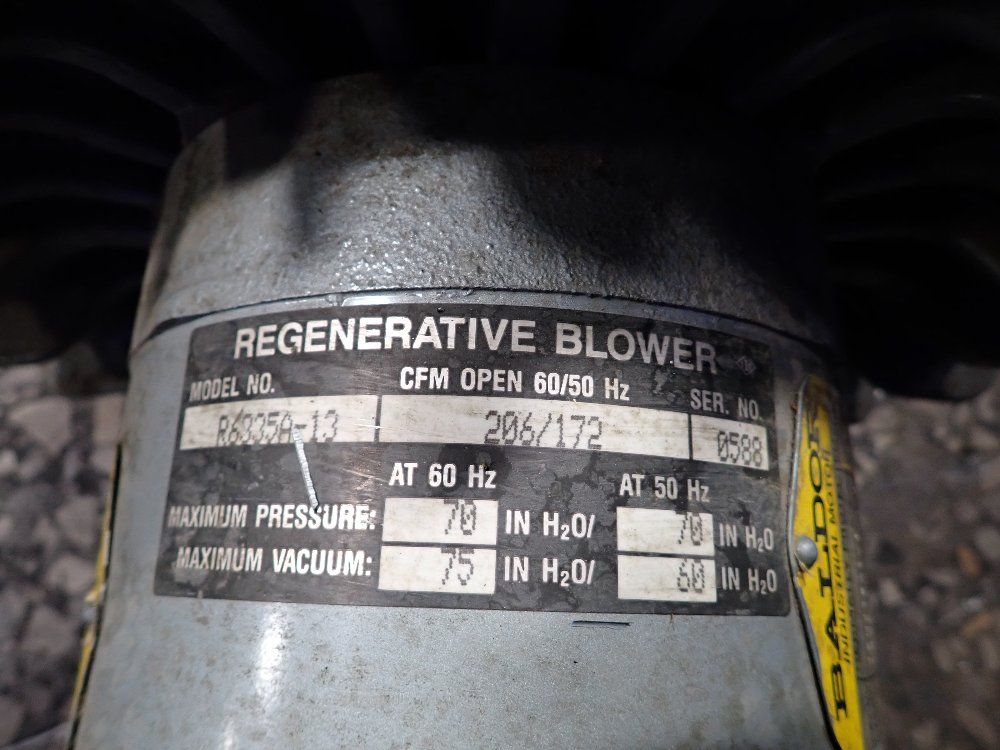 REGENERATIVE BLOWER
MODEL NO. CFM OPEN 60/50 Hz SER. NO.
R6335A-13 206/172 0588
AT 60 Hz AT 50 Hz
MAXIMUM PRESSURE: 70 IN H₂O/ 70 IN H₂O
MAXIMUM VACUUM: 75 IN H₂O/ 60 IN H₂O
BALDOR
INDUSTRIAL MOTOR